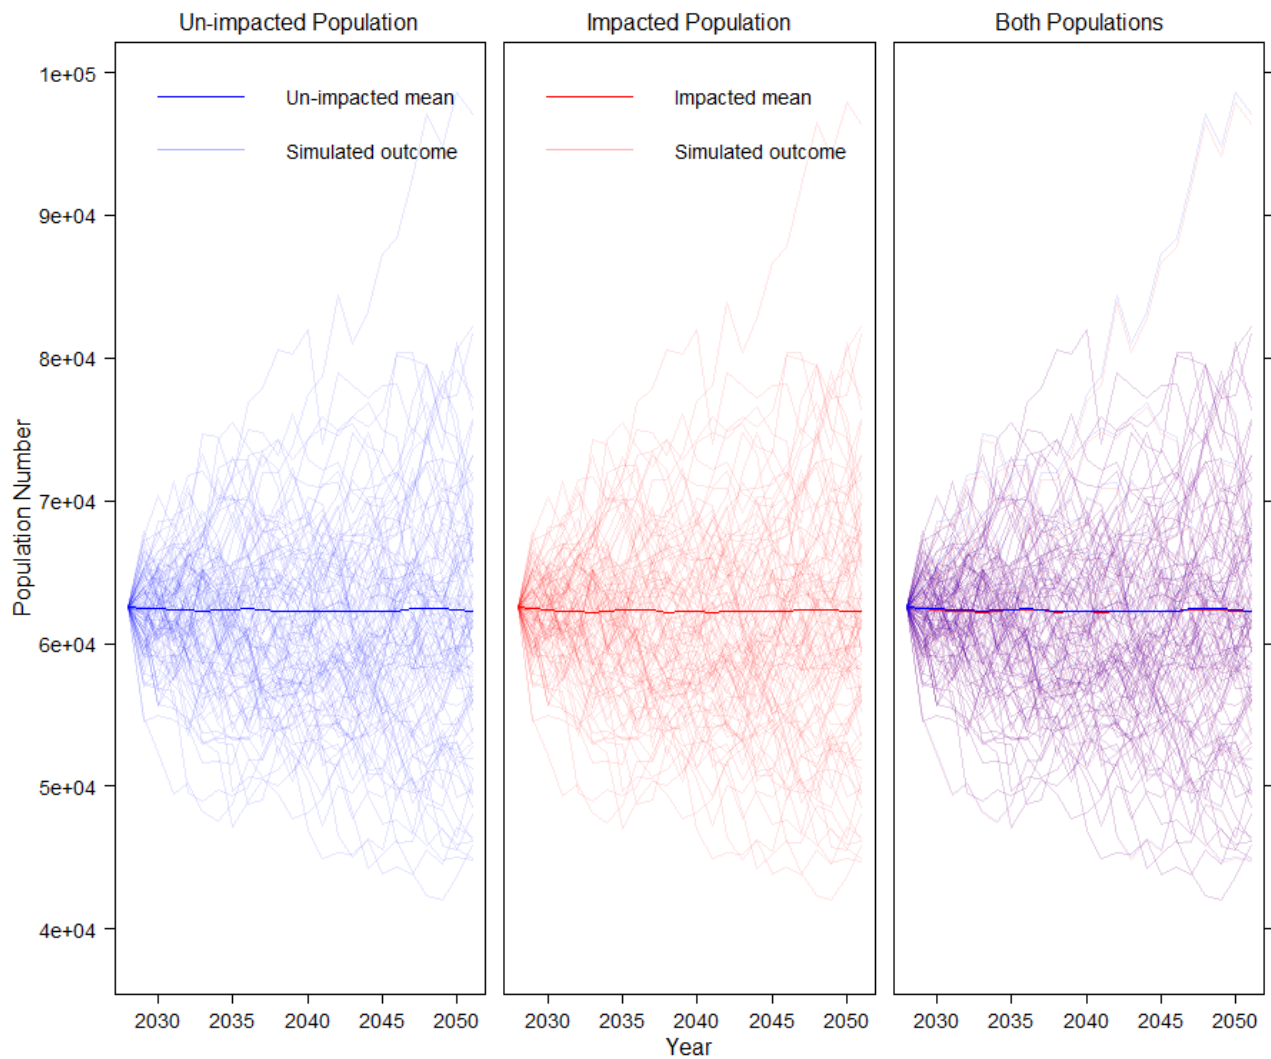 Un-impacted Population
Impacted Population
Both Populations
Un-impacted mean
Simulated outcome
Impacted mean
Simulated outcome
Population Number
1e+05
9e+04
8e+04
7e+04
6e+04
5e+04
4e+04
2030 2035 2040 2045 2050
2030 2035 2040 2045 2050
2030 2035 2040 2045 2050
Year